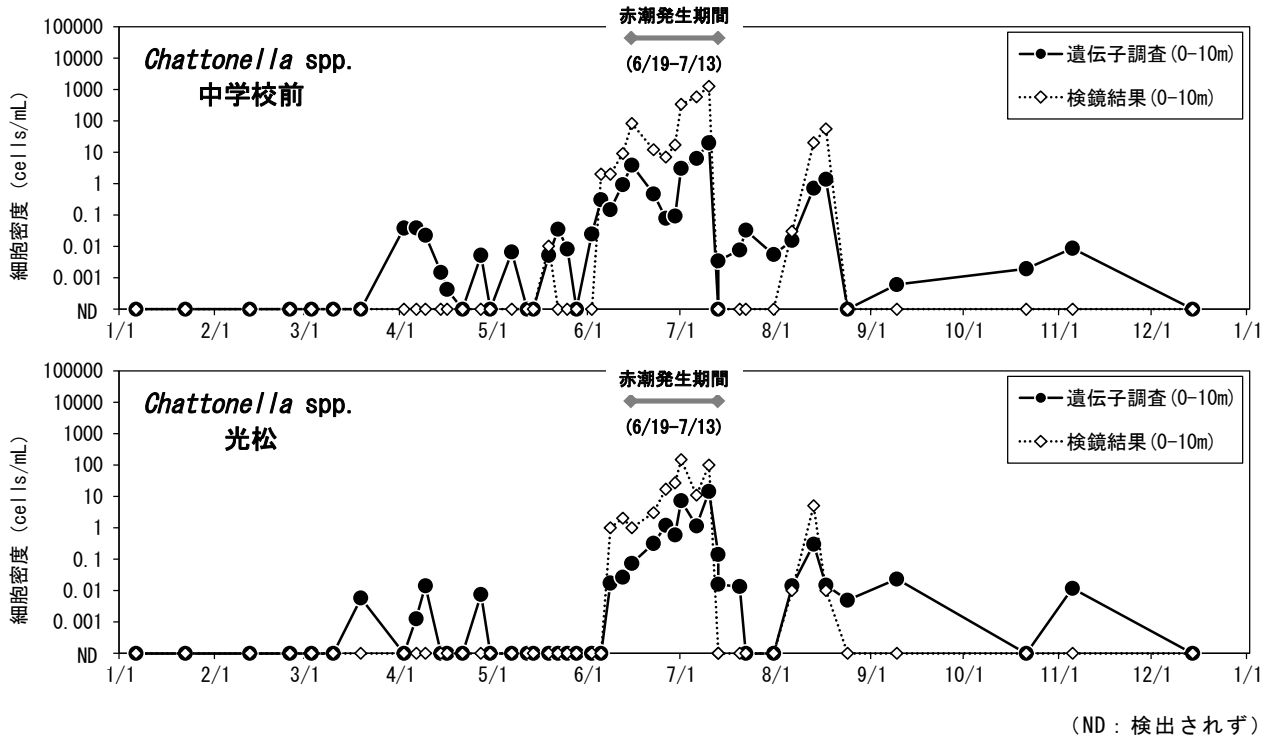 赤潮発生期間
(6/19-7/13)
Chattonella spp.
中学校前
遺伝子調査(0-10m)
検鏡結果(0-10m)
細胞密度 (cells/mL)
100000
10000
1000
100
10
1
0.1
0.01
0.001
ND
1/1 2/1 3/1 4/1 5/1 6/1 7/1 8/1 9/1 10/1 11/1 12/1 1/1
赤潮発生期間
(6/19-7/13)
Chattonella spp.
光松
遺伝子調査(0-10m)
検鏡結果(0-10m)
細胞密度 (cells/mL)
100000
10000
1000
100
10
1
0.1
0.01
0.001
ND
1/1 2/1 3/1 4/1 5/1 6/1 7/1 8/1 9/1 10/1 11/1 12/1 1/1
(ND：検出されず)